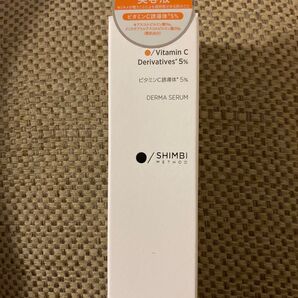 美容液
ビタミンC誘導体*5%
/Vitamin C
Derivatives* 5%
ビタミンC誘導体* 5%
DERMA SERUM
/SHIMBI
METHOD